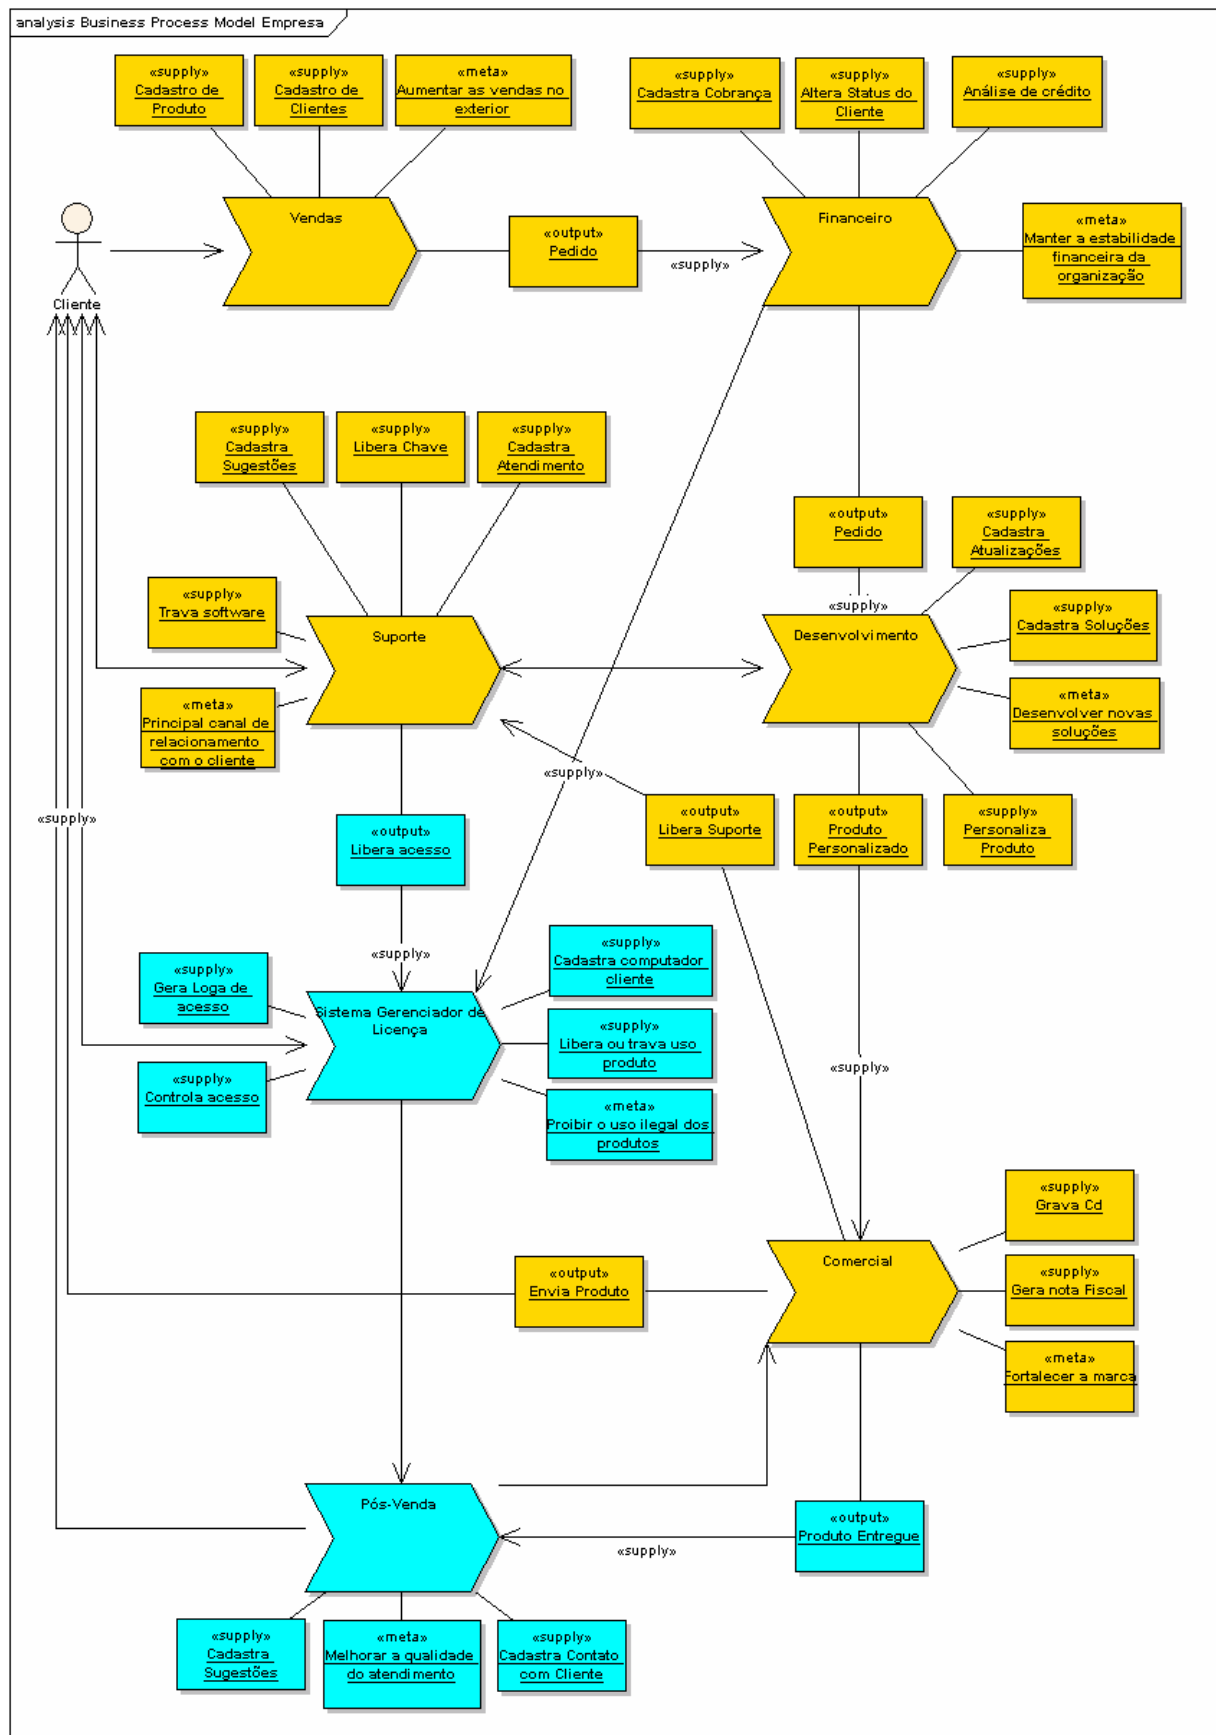 analysis Business Process Model Empresa
«supply»
Cadastro de
Produto
«supply»
Cadastro de
Clientes
«meta»
Aumentar as vendas no
exterior
«supply»
Cadastra Cobrança
«supply»
Altera Status do
Cliente
«supply»
Análise de crédito
Vendas
«output»
Pedido
«supply»
Financeiro
«meta»
Manter a estabilidade
financeira da
organização
Cliente
«supply»
Cadastra
Sugestões
«supply»
Libera Chave
«supply»
Cadastra
Atendimento
«output»
Pedido
«supply»
Cadastra
Atualizações
«supply»
Trava software
«supply»
Suporte
Desenvolvimento
«supply»
Cadastra Soluções
«meta»
Principal canal de
relacionamento
com o cliente
«meta»
Desenvolver novas
soluções
«supply»
«supply»
«output»
Libera acesso
«output»
Libera Suporte
«output»
Produto
Personalizado
«supply»
Personaliza
Produto
«supply»
«supply»
Gera Loga de
acesso
«supply»
Cadastra computador
cliente
Sistema Gerenciador de
Licença
«supply»
Libera ou trava uso
produto
«supply»
«supply»
Controla acesso
«meta»
Proibir o uso ilegal dos
produtos
«supply»
Grava Cd
Comercial
«output»
Envia Produto
«supply»
Gera nota Fiscal
«meta»
Fortalecer a marca
Pós-Venda
«output»
Produto Entregue
«supply»
«supply»
Cadastra
Sugestões
«meta»
Melhorar a qualidade
do atendimento
«supply»
Cadastra Contato
com Cliente